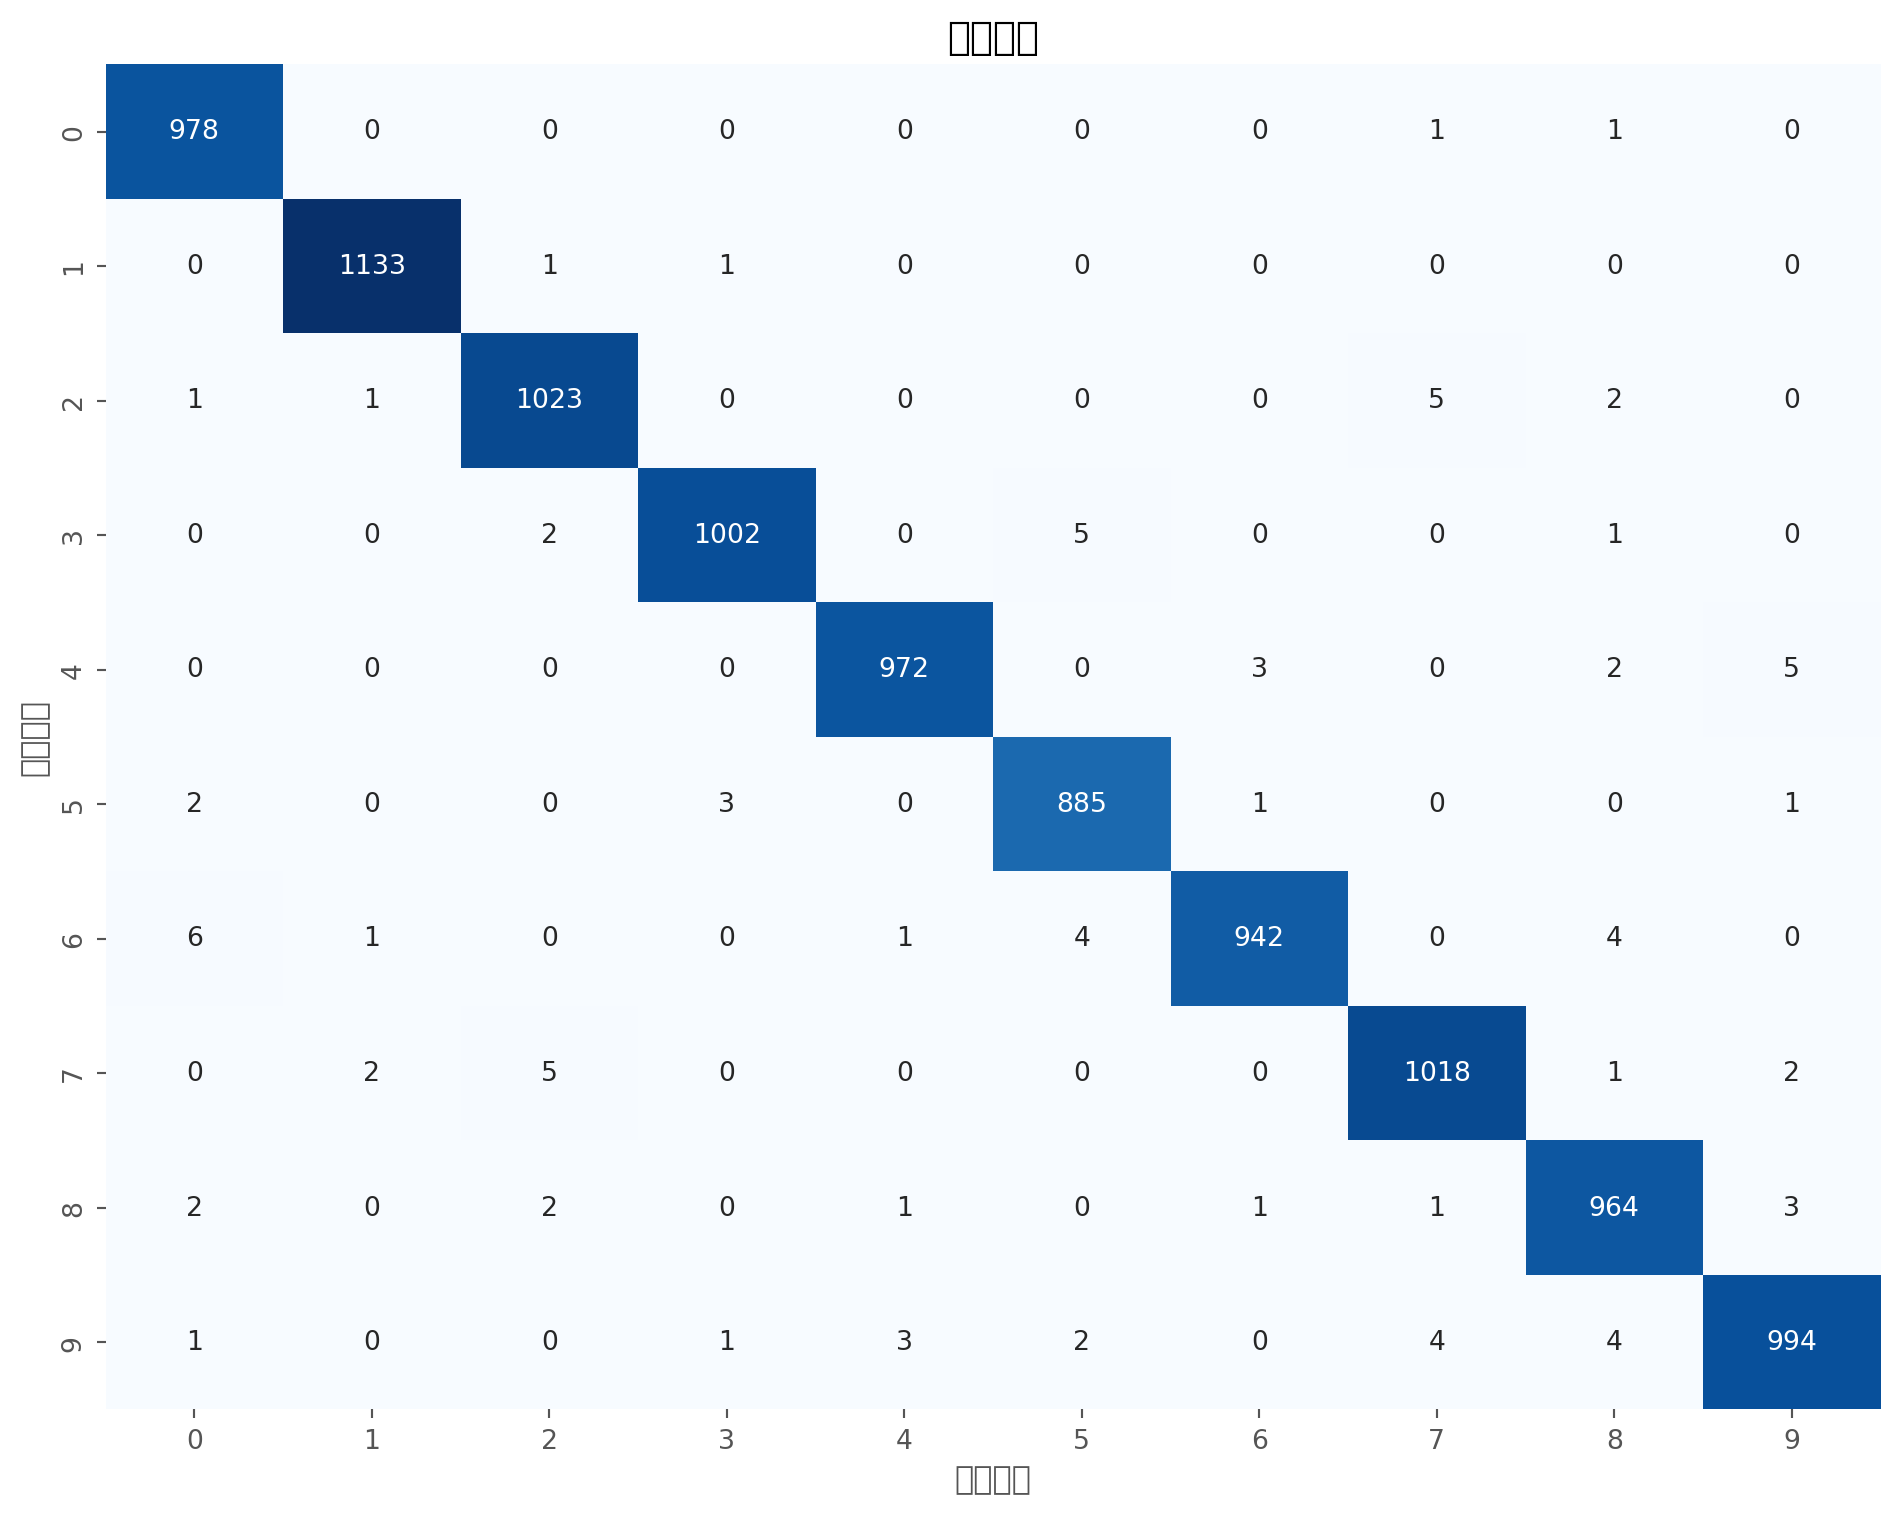 0 978 0 0 0 0 0 0 1 1 0
1 0 1133 1 1 0 0 0 0 0 0
2 1 1 1023 0 0 0 0 5 2 0
3 0 0 2 1002 0 5 0 0 1 0
4 0 0 0 0 972 0 3 0 2 5
5 2 0 0 3 0 885 1 0 0 1
6 6 1 0 0 1 4 942 0 4 0
7 0 2 5 0 0 0 0 1018 1 2
8 2 0 2 0 1 0 1 1 964 3
9 1 0 0 1 3 2 0 4 4 994
0 1 2 3 4 5 6 7 8 9